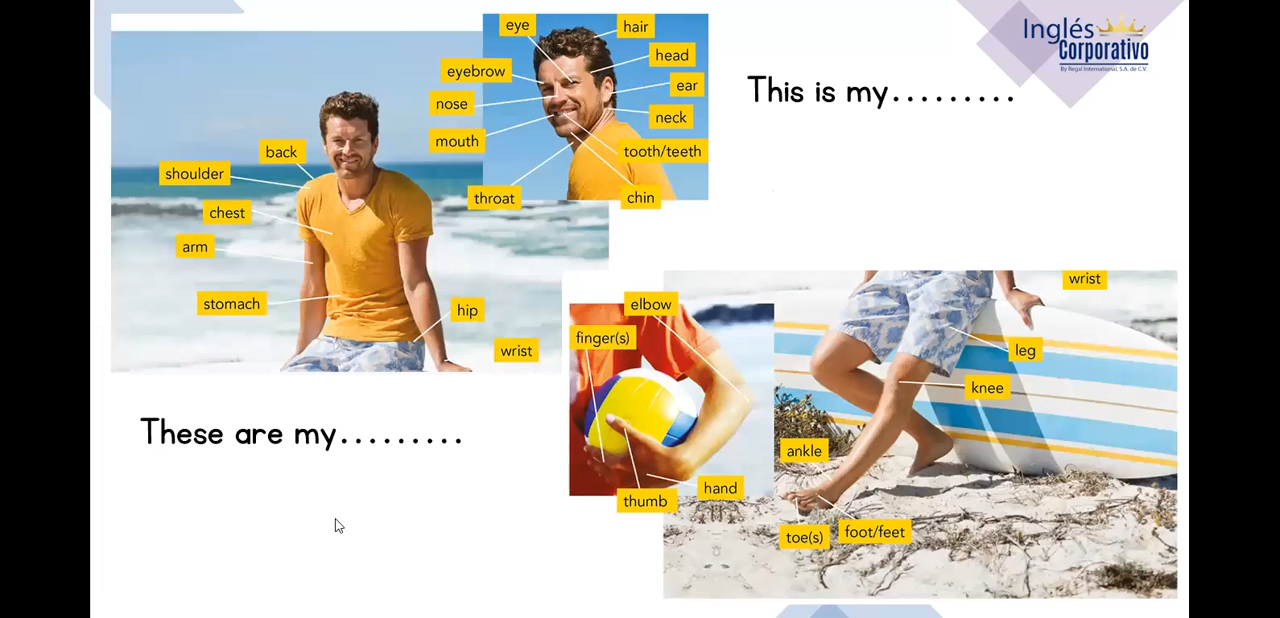 Inglés
Corporativo
By Regal International, S.A. de C.V.
This is my.........
eye
hair
head
eyebrow
ear
nose
neck
mouth
tooth/teeth
throat
chin
back
shoulder
chest
arm
stomach
hip
wrist
These are my.........
elbow
finger(s)
hand
thumb
wrist
leg
knee
ankle
toe(s)
foot/feet